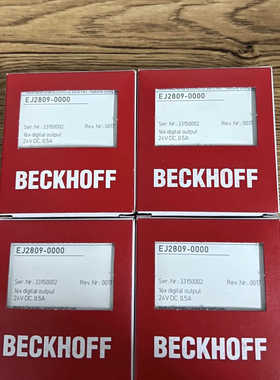 EJ2809-0000
Ser. Nr.: 33150002 Rev. Nr.: 0017
16x digital output
24V DC, 0.5A
BECKHOFF
EJ2809-0000
Ser. Nr.: 33150002 Rev. Nr.: 0017
16x digital output
24V DC, 0.5A
BECKHOFF
EJ2809-0000
Ser. Nr.: 33150002 Rev. Nr.: 0017
16x digital output
24V DC, 0.5A
BECKHOFF
EJ2809-0000
Ser. Nr.: 33150002 Rev. Nr.: 0017
16x digital output
24V DC, 0.5A
BECKHOFF